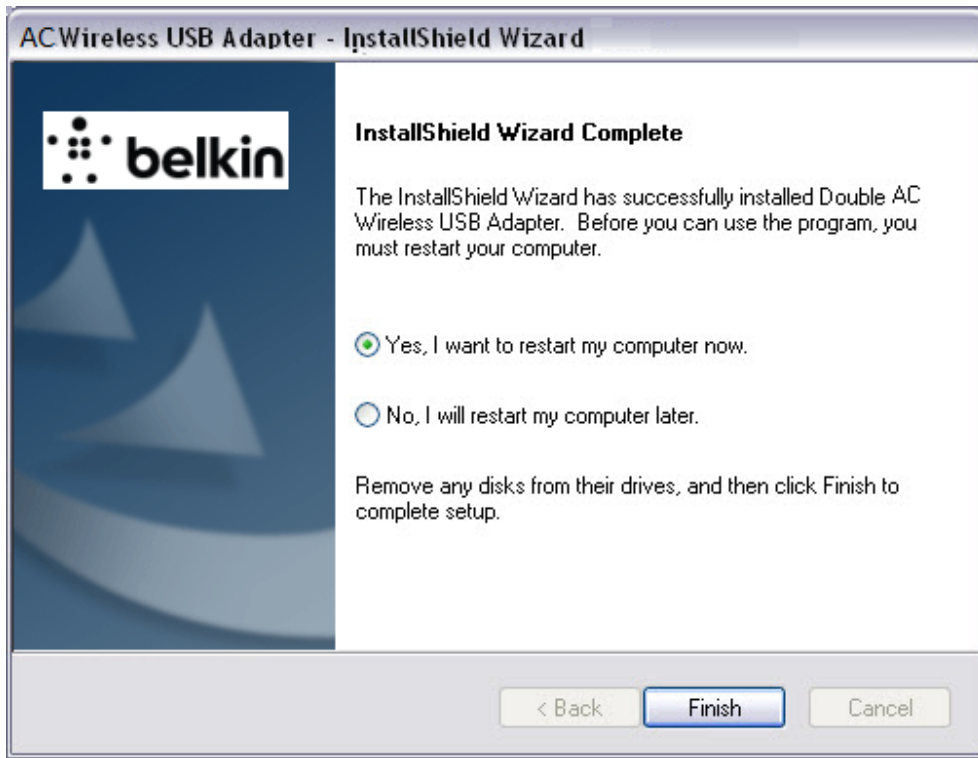 AC Wireless USB Adapter - InstallShield Wizard
belkin
InstallShield Wizard Complete
The InstallShield Wizard has successfully installed Double AC
Wireless USB Adapter. Before you can use the program, you
must restart your computer.
Yes, I want to restart my computer now.
No, I will restart my computer later.
Remove any disks from their drives, and then click Finish to
complete setup.
< Back
Finish
Cancel